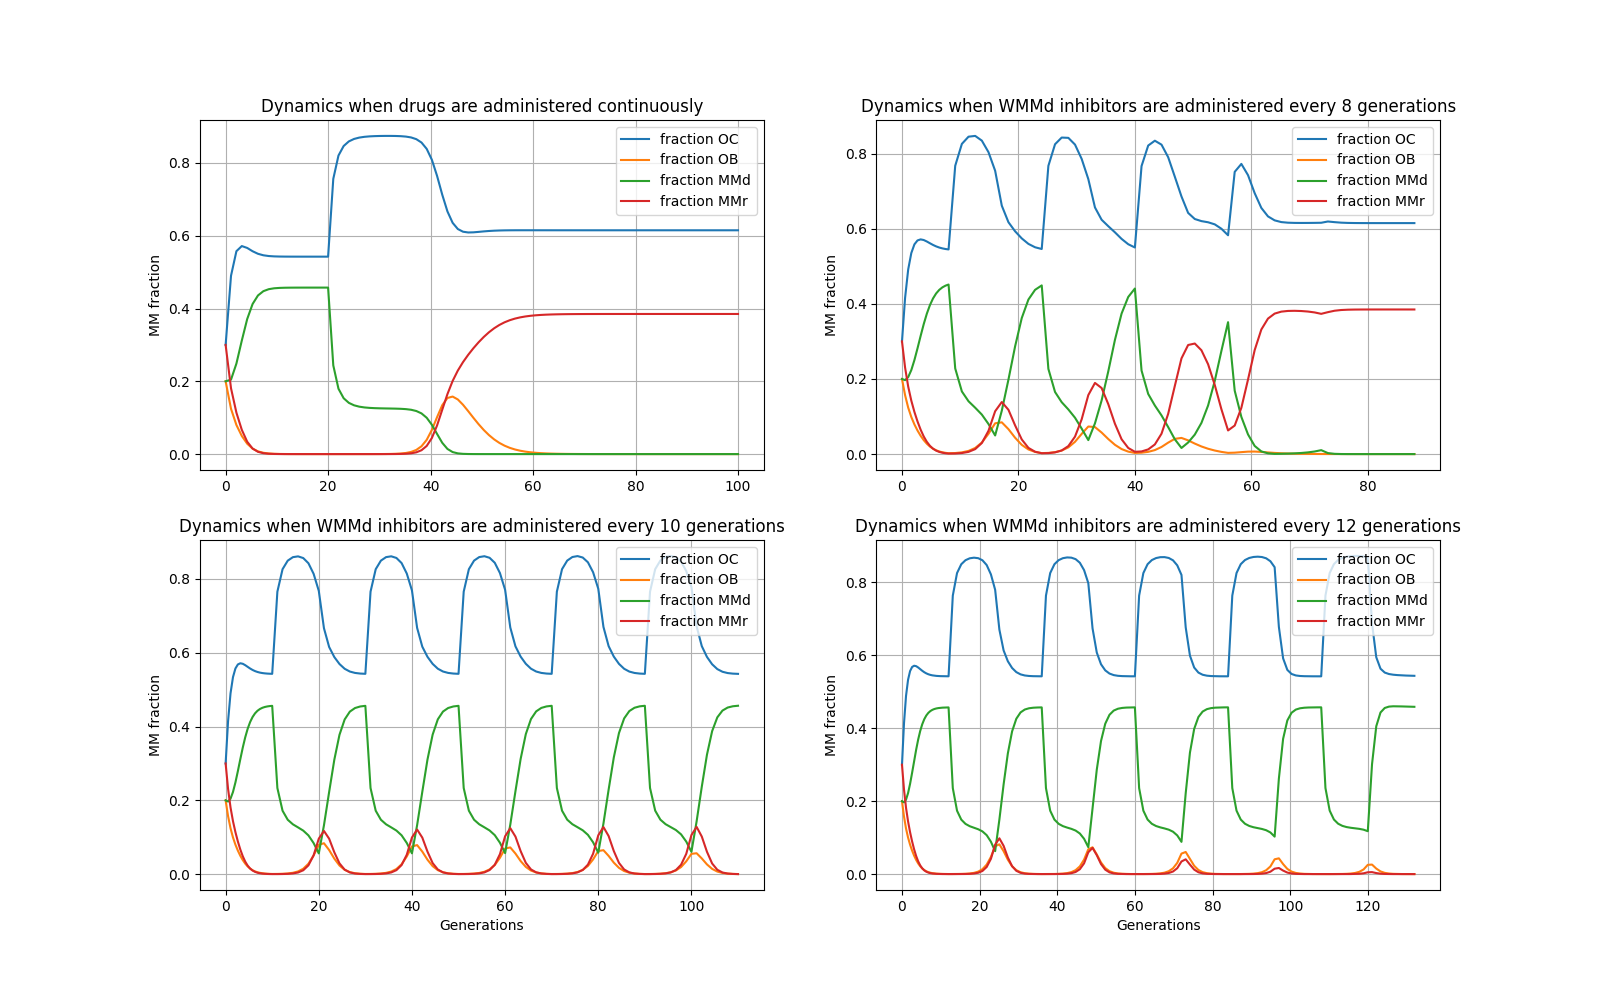 Dynamics when drugs are administered continuously
MM fraction
0.8
0.6
0.4
0.2
0.0
0 20 40 60 80 100
fraction OC
fraction OB
fraction MMd
fraction MMr
Dynamics when WMMd inhibitors are administered every 8 generations
MM fraction
0.8
0.6
0.4
0.2
0.0
0 20 40 60 80
fraction OC
fraction OB
fraction MMd
fraction MMr
Dynamics when WMMd inhibitors are administered every 10 generations
MM fraction
0.8
0.6
0.4
0.2
0.0
0 20 40 60 80 100
Generations
fraction OC
fraction OB
fraction MMd
fraction MMr
Dynamics when WMMd inhibitors are administered every 12 generations
MM fraction
0.8
0.6
0.4
0.2
0.0
0 20 40 60 80 100 120
Generations
fraction OC
fraction OB
fraction MMd
fraction MMr